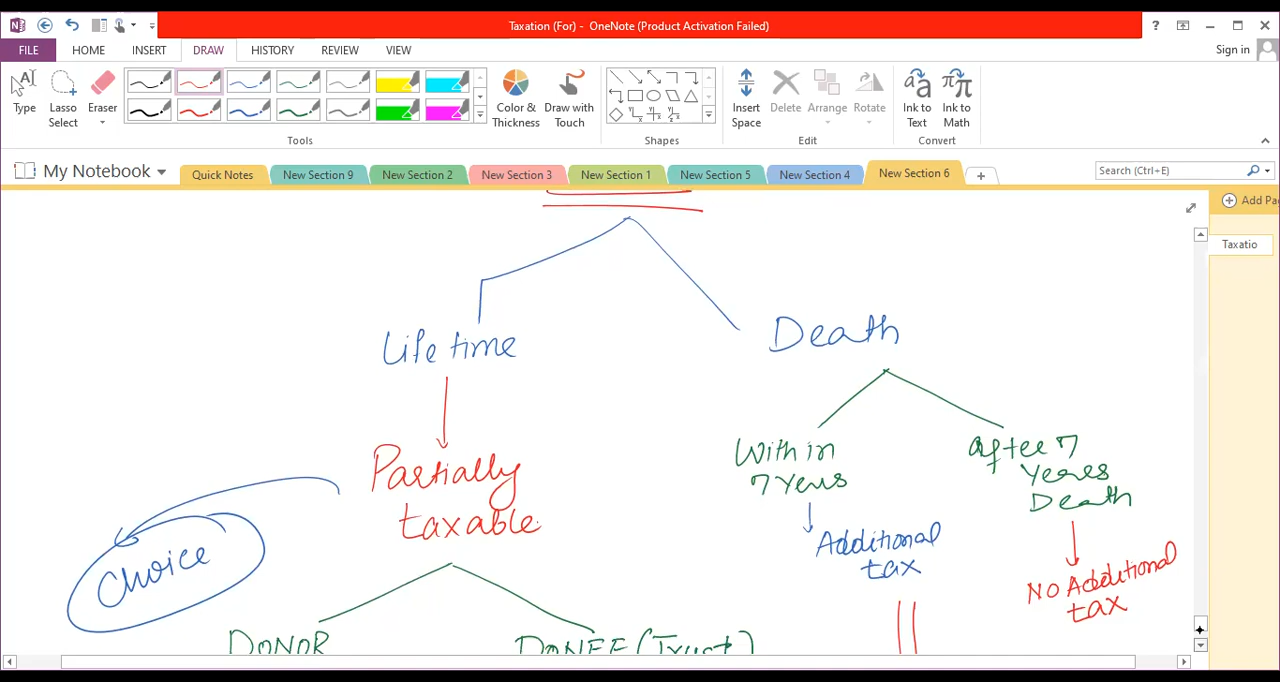 Taxation (For) - OneNote (Product Activation Failed)
?
FILE HOME INSERT DRAW HISTORY REVIEW VIEW
Sign in
Type
Lasso Select
Eraser
Color & Thickness
Draw with Touch
Insert Space
Delete
Arrange
Rotate
Ink to Text
Ink to Math
Tools
Shapes
Edit
Convert
My Notebook
Quick Notes
New Section 9
New Section 2
New Section 3
New Section 1
New Section 5
New Section 4
New Section 6
Search (Ctrl+E)
Add Pag
Taxatio
Life time
Death
Partially
taxable
Within
7 Yeus
After 7
Yeares
Death
Additional
tax
NO Additional
tax
Choice
DONOR
DONEE (Trust)